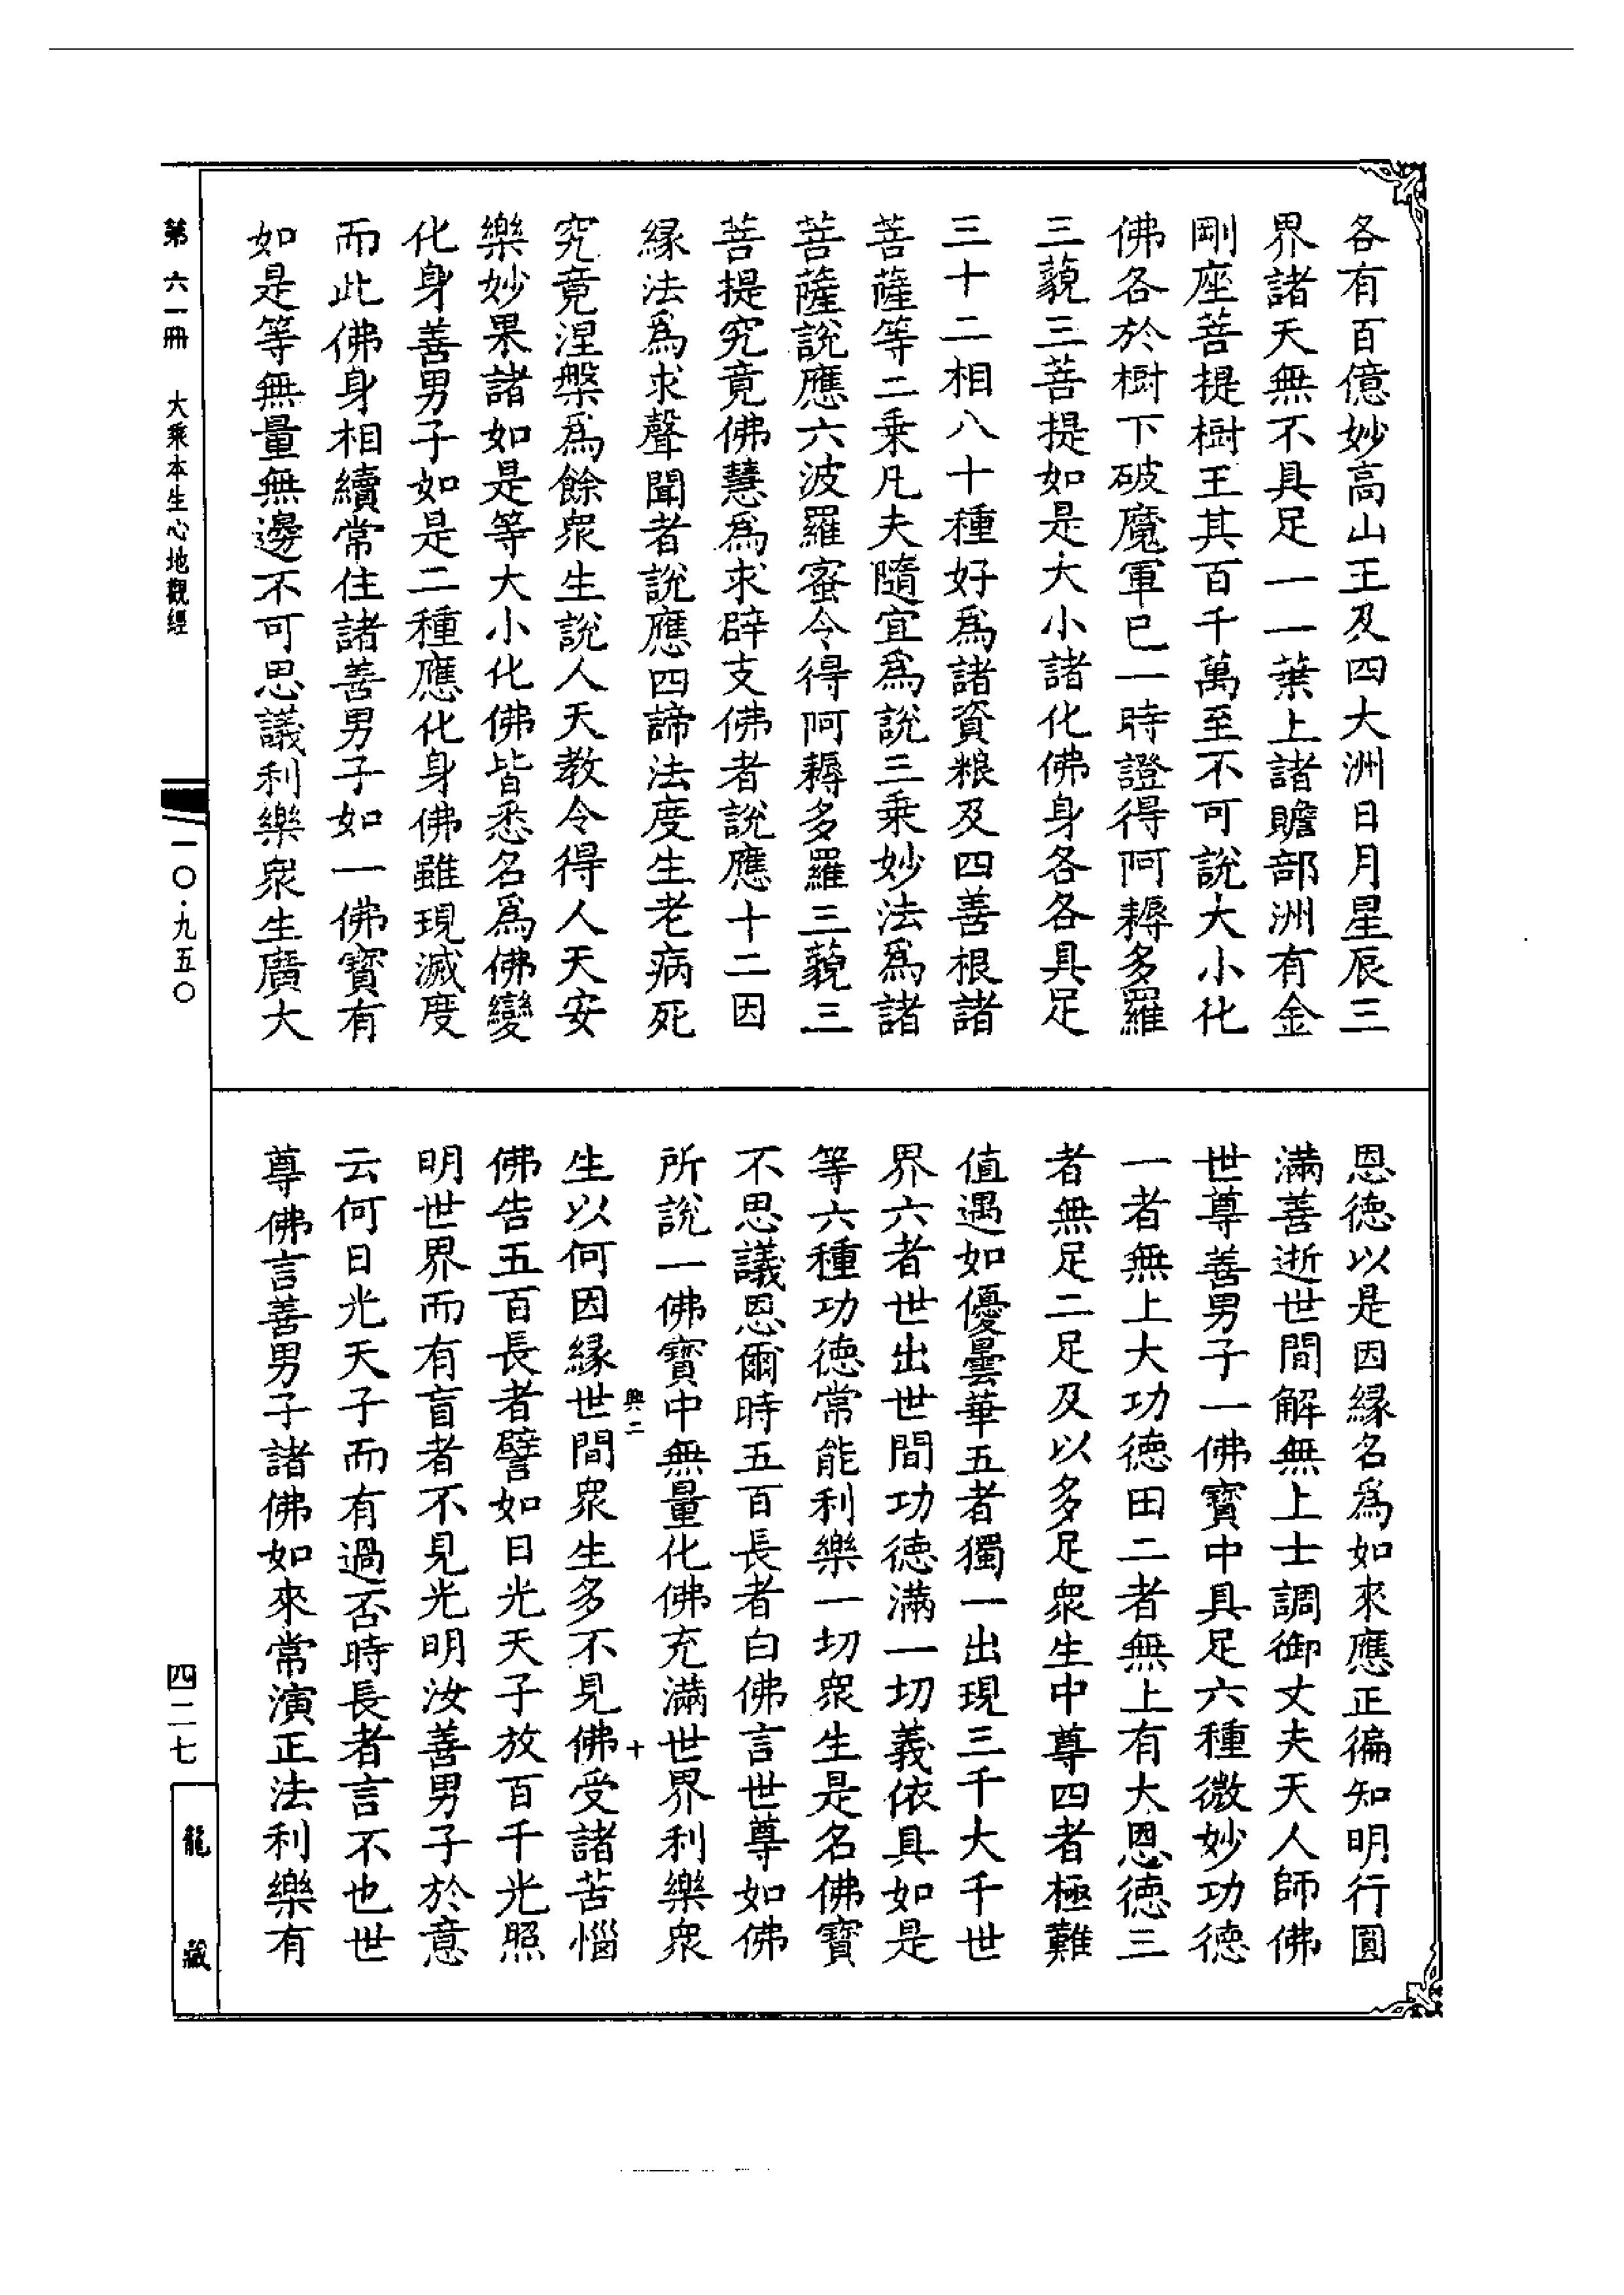 各有百億妙高山王及四大洲日月星辰三
界諸天無不具足一一葉上諸贍部洲有金
剛座菩提樹王其百千萬至不可說大小化
佛各於樹下破魔軍已一時證得阿耨多羅
三藐三菩提如是大小諸化佛身各各具足
三十二相八十種好爲諸資粮及四善根諸
菩薩等二乘凡夫隨宜爲說三乘妙法爲諸
菩薩說應六波羅蜜令得阿耨多羅三藐三
菩提究竟佛慧爲求辟支佛者說應十二因
緣法爲求聲聞者說應四諦法度生老病死
究竟涅槃爲餘衆生說人天教令得人天安
樂妙果諸如是等大小化佛皆悉名爲佛變
化身善男子如是二種應化身佛雖現滅度
而此佛身相續常住諸善男子如一佛寶有
如是等無量無邊不可思議利樂衆生廣大
恩德以是因緣名爲如來應正徧知明行圓
滿善逝世間解無上士調御丈夫天人師佛
世尊善男子一佛寶中具足六種微妙功德
一者無上大功德田二者無上有大恩德三
者無足二足及以多足衆生中尊四者極難
值遇如優曇華五者獨一出現三千大千世
界六者世出世間功德滿一切義依具如是
等六種功德常能利樂一切衆生是名佛寶
不思議恩爾時五百長者白佛言世尊如佛
所說一佛寶中無量化佛充滿世界利樂衆
興二 十
生以何因緣世間衆生多不見佛受諸苦惱
佛告五百長者譬如日光天子放百千光照
明世界而有盲者不見光明汝善男子於意
云何日光天子而有過否時長者言不也世
尊佛言善男子諸佛如來常演正法利樂有
第六一冊 大乘本生心地觀經
一〇·九五〇
四二七
龍藏